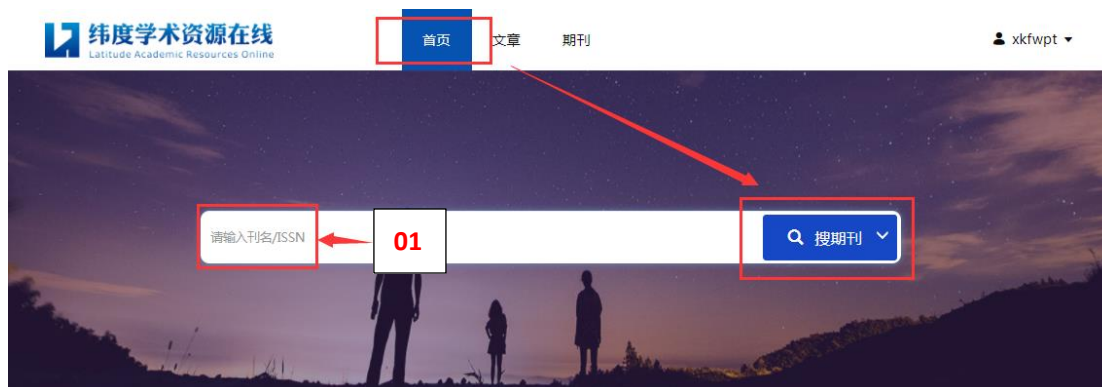 纬度学术资源在线
Latitude Academic Resources Online
首页 文章 期刊
xkfwpt
请输入刊名/ISSN
01
搜期刊